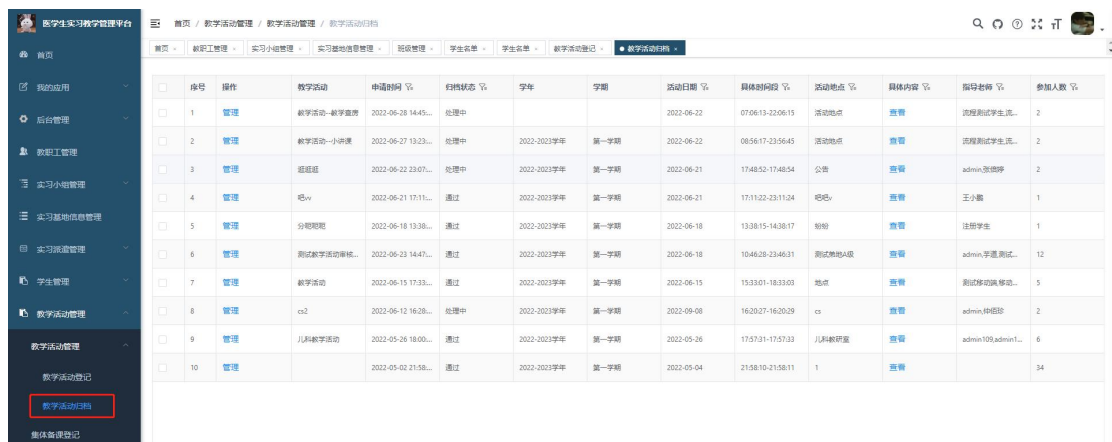 医学生实习教学管理平台
首页 / 教学活动管理 / 教学活动管理 / 教学活动归档
首页
我的应用
后台管理
教职工管理
实习小组管理
实习基地信息管理
实习派遣管理
学生管理
教学活动管理
教学活动管理
教学活动登记
教学活动归档
集体备课登记
首页 × 教职工管理 × 实习小组管理 × 实习基地信息管理 × 班级管理 × 学生名单 × 学生名单 × 教学活动登记 × 教学活动归档 ×
序号 操作 教学活动 申请时间 归档状态 学年 学期 活动日期 具体时间段 活动地点 具体内容 指导老师 参加人数
1 管理 教学活动--教学查房 2022-06-28 14:45... 处理中 2022-06-22 07:06:13-22:06:15 活动地点 查看 流程测试学生,流... 2
2 管理 教学活动--小讲课 2022-06-27 13:23... 处理中 2022-2023学年 第一学期 2022-06-22 08:56:17-23:56:45 活动地点 查看 流程测试学生,流... 2
3 管理 逛逛逛 2022-06-22 23:07... 处理中 2022-2023学年 第一学期 2022-06-21 17:48:52-17:48:54 公告 查看 2
4 管理 吧vv 2022-06-21 17:11:... 通过 2022-2023学年 第一学期 2022-06-21 17:11:22-23:11:24 吧吧v 查看 王小鹏 1
5 管理 2022-06-18 13:38... 通过 2022-2023学年 第一学期 2022-06-18 13:38:15-14:38:17 纷纷 查看 注册学生 1
6 管理 测试教学活动审核... 2022-06-23 14:47... 通过 2022-2023学年 第一学期 2022-06-18 10:46:28-23:46:31 查看 12
7 管理 教学活动 2022-06-15 17:33... 通过 2022-2023学年 第一学期 2022-06-15 15:33:01-18:33:03 地点 查看 测试移动端,移动... 5
8 管理 cs2 2022-06-12 16:28... 处理中 2022-2023学年 第一学期 2022-09-08 16:20:27-16:20:29 cs 查看 2
9 管理 儿科教学活动 2022-05-26 18:00... 通过 2022-2023学年 第一学期 2022-05-26 17:57:31-17:57:33 儿科教研室 查看 admin109,admin1... 6
10 管理 2022-05-02 21:58... 通过 2022-2023学年 第一学期 2022-05-04 21:58:10-21:58:11 1 查看 34